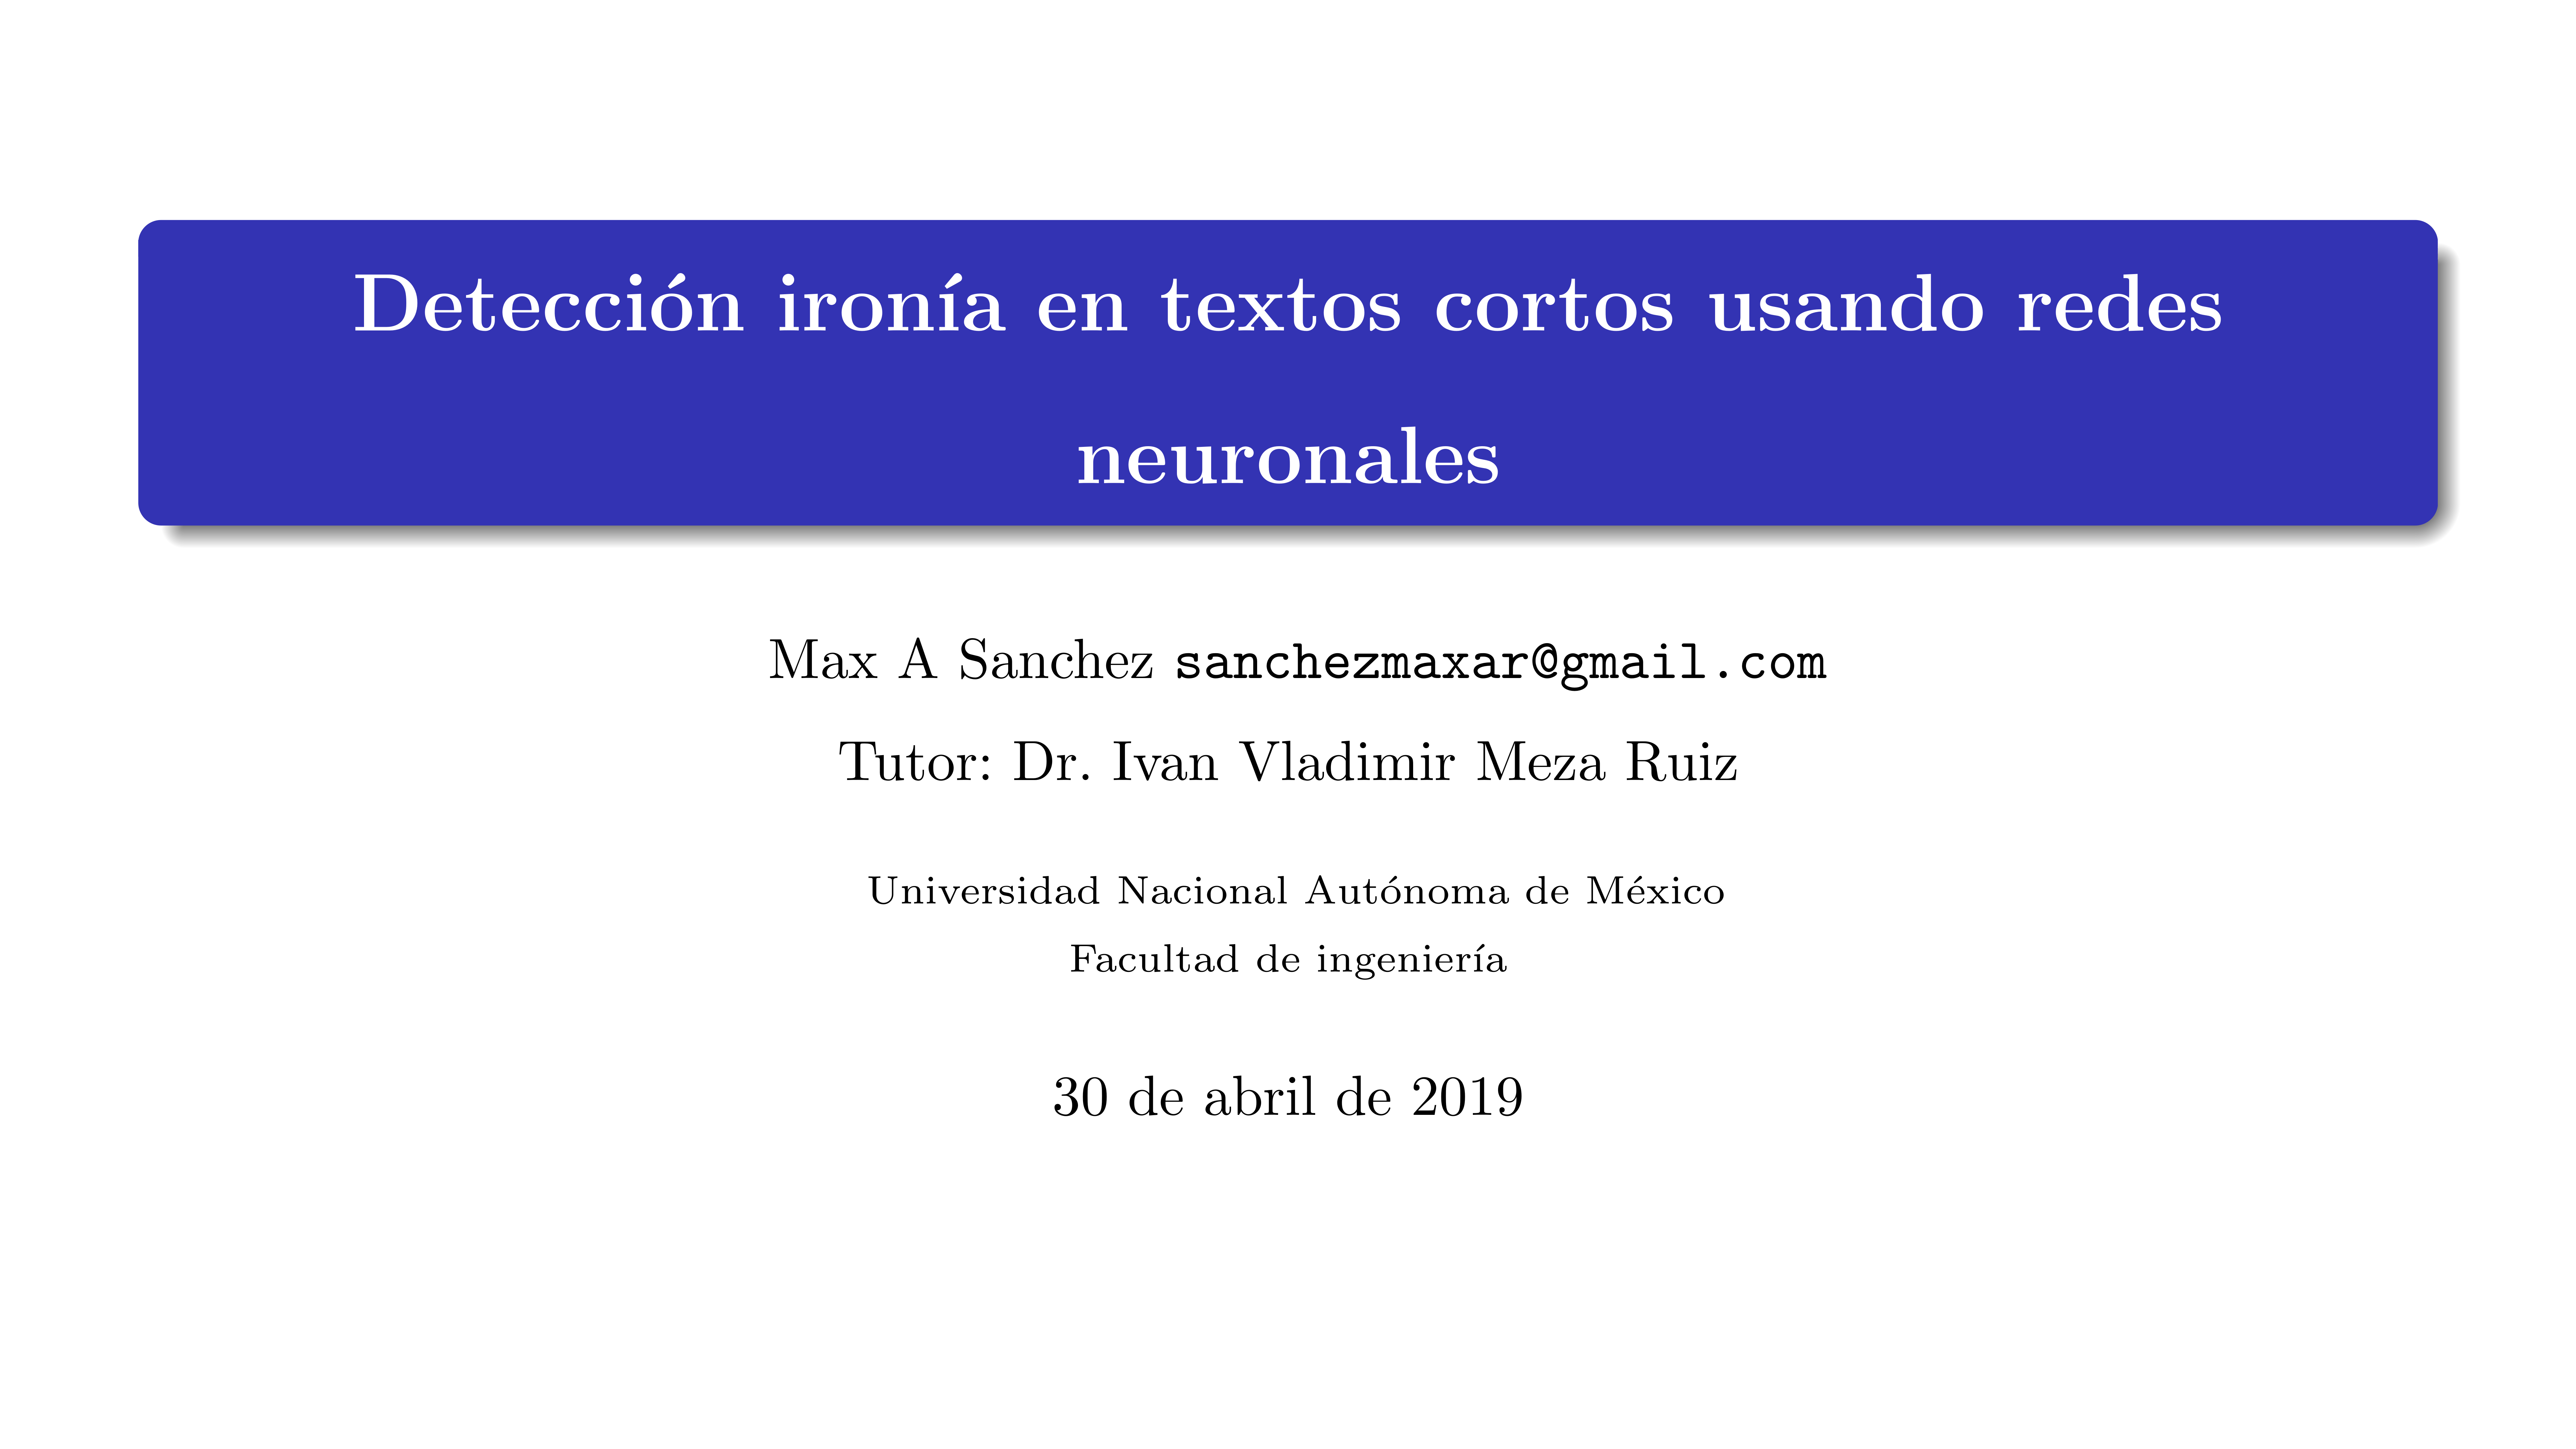 Detección ironía en textos cortos usando redes
neuronales
Max A Sanchez sanchezmaxar@gmail.com
Tutor: Dr. Ivan Vladimir Meza Ruiz
Universidad Nacional Autónoma de México
Facultad de ingeniería
30 de abril de 2019